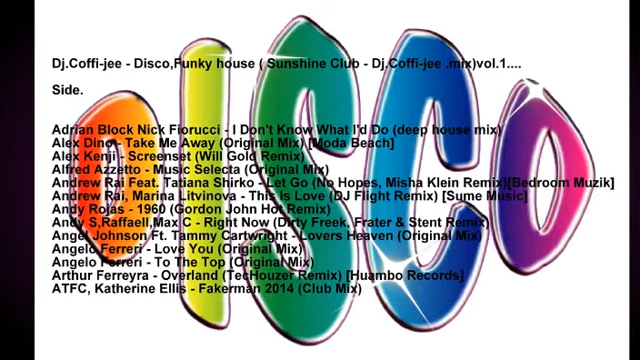 Dj.Coffi-jee - Disco,Funky house ( Sunshine Club - Dj.Coffi-jee .mix)vol.1....
Side.
Adrian Block Nick Fiorucci - I Don't Know What I'd Do (deep house mix)
Alex Dino - Take Me Away (Original Mix) [Moda Beach]
Alex Kenji - Screenset (Will Gold Remix)
Alfred Azzetto - Music Selecta (Original Mix)
Andrew Rai Feat. Tatiana Shirko - Let Go (No Hopes, Misha Klein Remix)[Bedroom Muzik]
Andrew Rai, Marina Litvinova - This Is Love (DJ Flight Remix) [Sume Music]
Andy Rojas - 1960 (Gordon John Hot Remix)
Andy S,Raffaell,Max C - Right Now (Dirty Freek, Frater & Stent Remix)
Angel Johnson Ft. Tammy Cartwright - Lovers Heaven (Original Mix)
Angelo Ferreri - Love You (Original Mix)
Angelo Ferreri - To The Top (Original Mix)
Arthur Ferreyra - Overland (TecHouzer Remix) [Huambo Records]
ATFC, Katherine Ellis - Fakerman 2014 (Club Mix)
DISCO